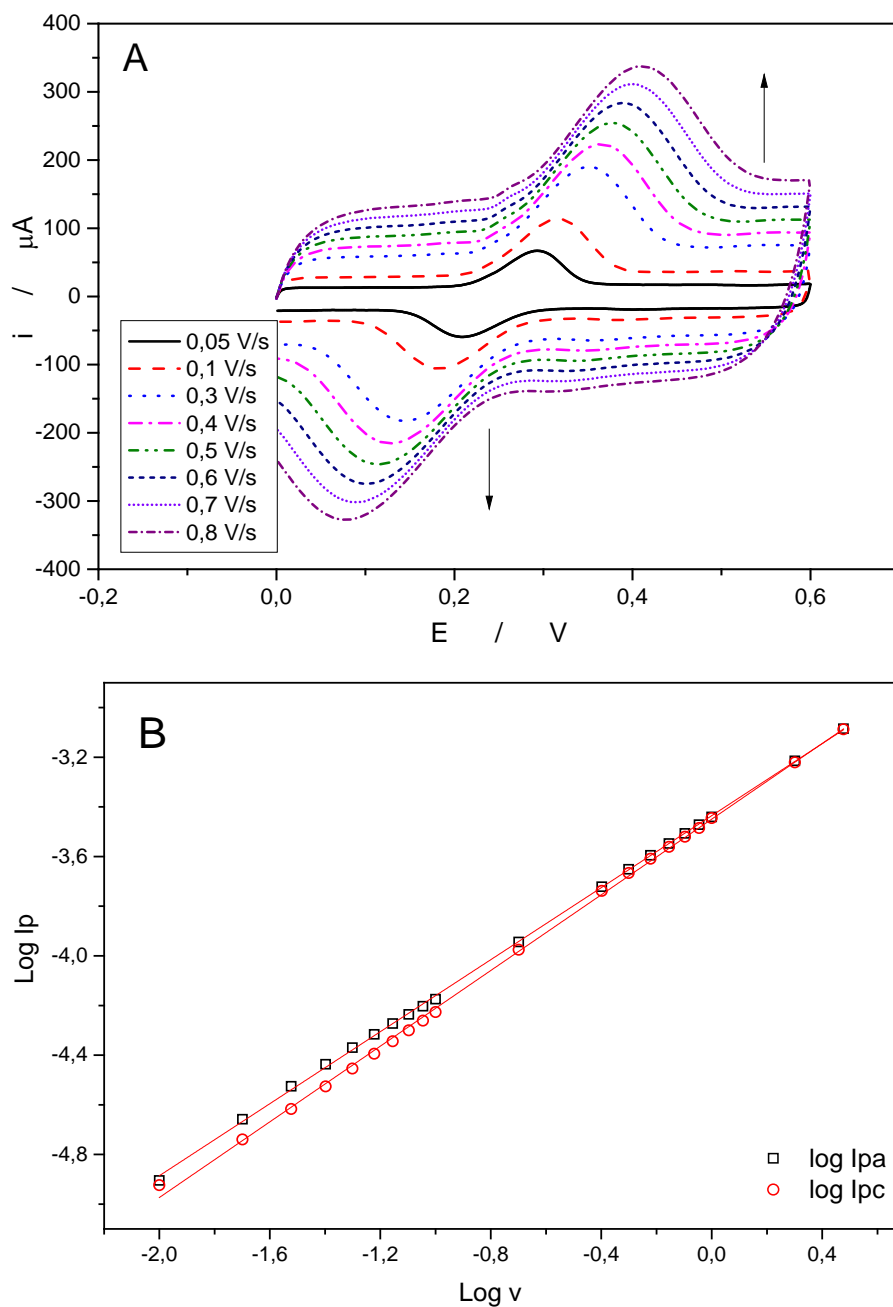 A
400
300
200
100
0
-100
-200
-300
-400
i / µA
0,05 V/s
0,1 V/s
0,3 V/s
0,4 V/s
0,5 V/s
0,6 V/s
0,7 V/s
0,8 V/s
-0,2 0,0 0,2 0,4 0,6
E / V
B
-3,2
-3,6
-4,0
-4,4
-4,8
Log Ip
log Ipa
log Ipc
-2,0 -1,6 -1,2 -0,8 -0,4 0,0 0,4
Log v